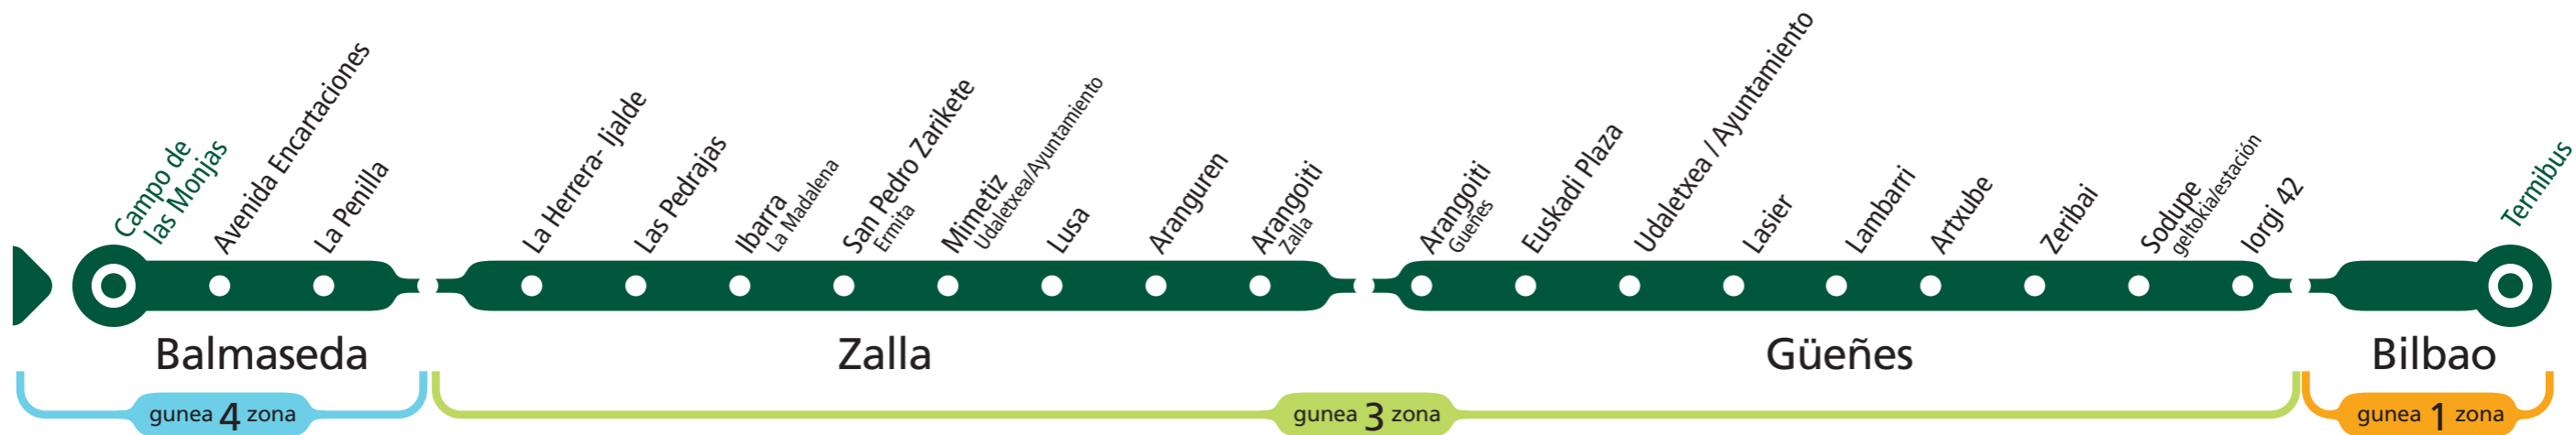 Campo de
las Monjas
Avenida Encartaciones
La Penilla
La Herrera- Ijalde
Las Pedrajas
Ibarra
La Madalena
San Pedro Zarikete
Ermita
Mimetiz
Udaletxea/Ayuntamiento
Lusa
Aranguren
Arangoiti
Zalla
Arangoiti
Gueñes
Euskadi Plaza
Udaletxea / Ayuntamiento
Lasier
Lambarri
Artxube
Zeribai
Sodupe
geltokia/estación
Iorgi 42
Termibus
Balmaseda
Zalla
Güeñes
Bilbao
gunea 4 zona
gunea 3 zona
gunea 1 zona